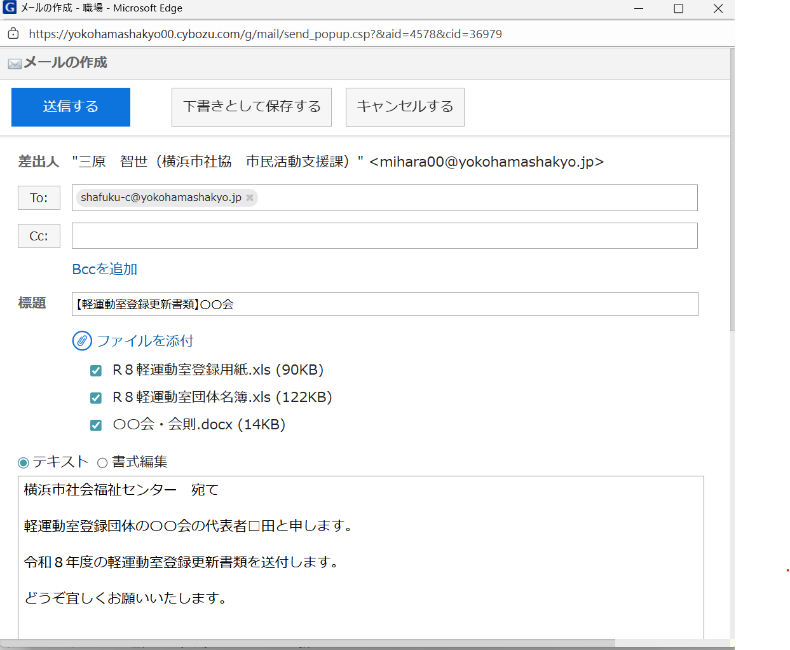 メールの作成 - 職場 - Microsoft Edge
https://yokohamashakyo00.cybozu.com/g/mail/send_popup.csp?&aid=4578&cid=36979
メールの作成
送信する 下書きとして保存する キャンセルする
差出人 "三原　智世（横浜市社協　市民活動支援課）" <mihara00@yokohamashakyo.jp>
To: shafuku-c@yokohamashakyo.jp
Cc:
Bccを追加
標題 【軽運動室登録更新書類】〇〇会
ファイルを添付
R８軽運動室登録用紙.xls (90KB)
R８軽運動室団体名簿.xls (122KB)
〇〇会・会則.docx (14KB)
テキスト 書式編集
横浜市社会福祉センター　宛て
軽運動室登録団体の〇〇会の代表者□田と申します。
令和８年度の軽運動室登録更新書類を送付します。
どうぞ宜しくお願いいたします。